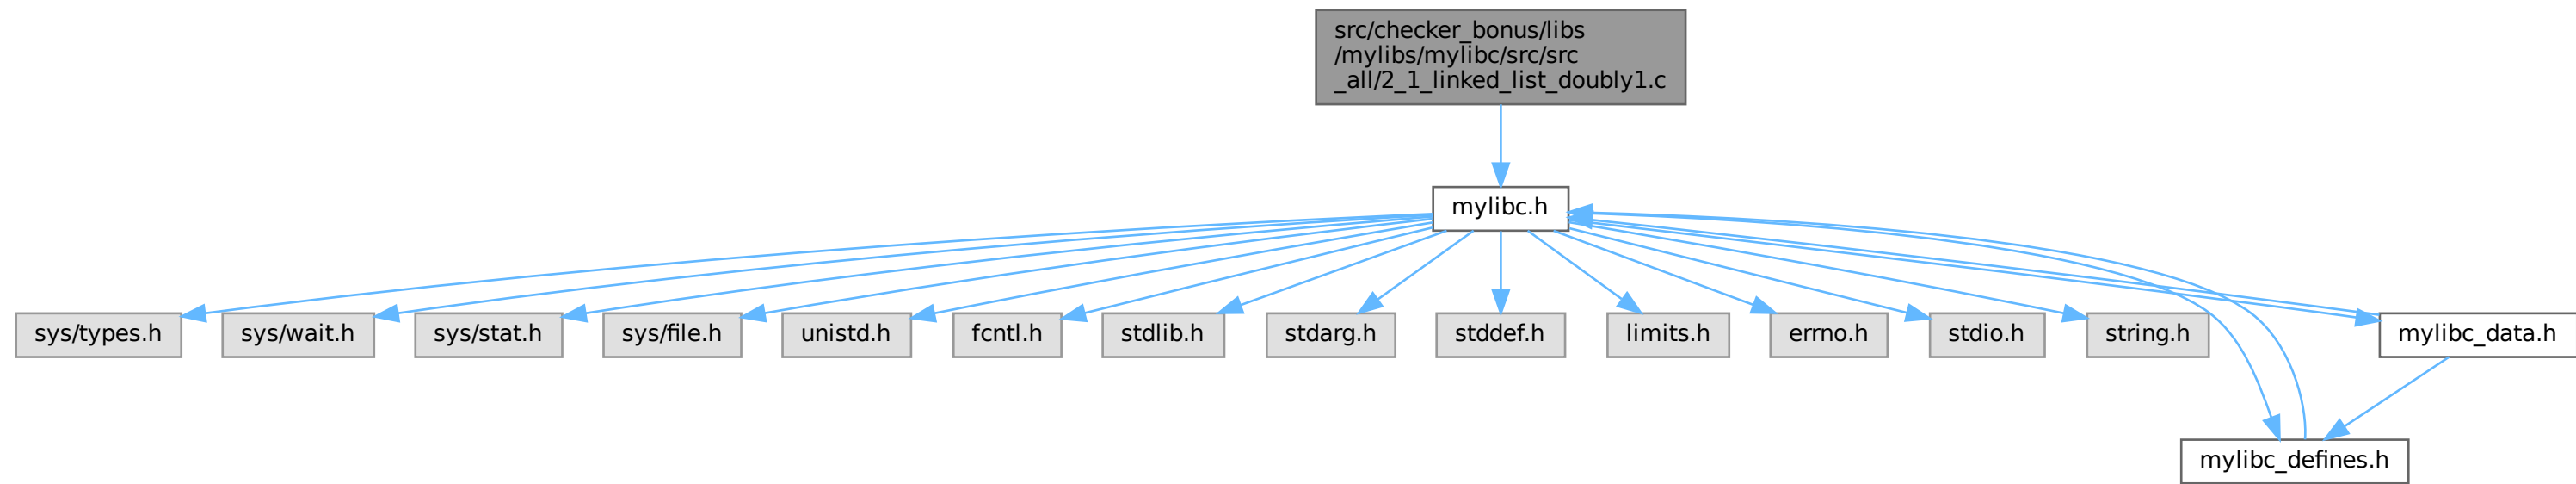 src/checker_bonus/libs
/mylibs/mylibc/src/src
_all/2_1_linked_list_doubly1.c
mylibc.h
sys/types.h
sys/wait.h
sys/stat.h
sys/file.h
unistd.h
fcntl.h
stdlib.h
stdarg.h
stddef.h
limits.h
errno.h
stdio.h
string.h
mylibc_data.h
mylibc_defines.h